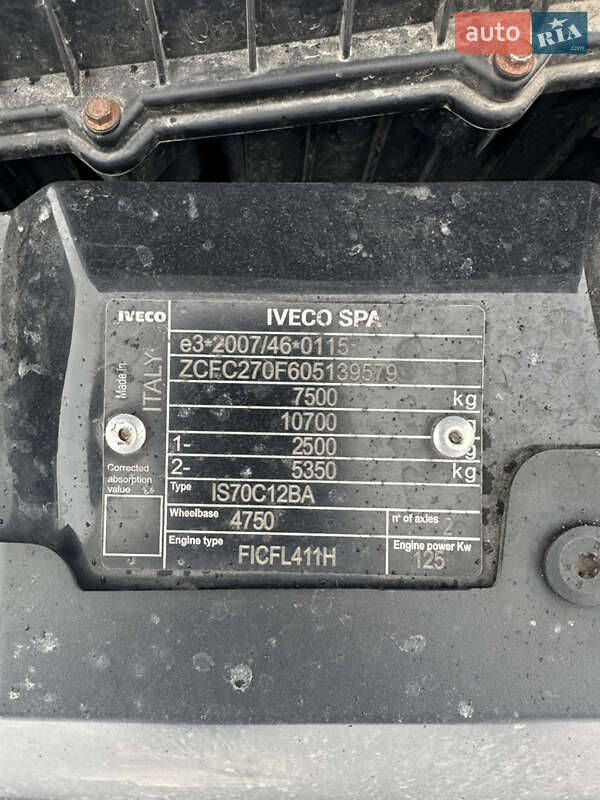 auto RIA .com
IVECO IVECO SPA
e3*2007/46*0115
ZCFC270F605139579
Made.In ITALY
7500 kg
10700 g
1- 2500 g
2- 5350 kg
Corrected absorption value
Type IS70C12BA
Wheelbase 4750 n° of axles 2
Engine type FICFL411H Engine power Kw 125